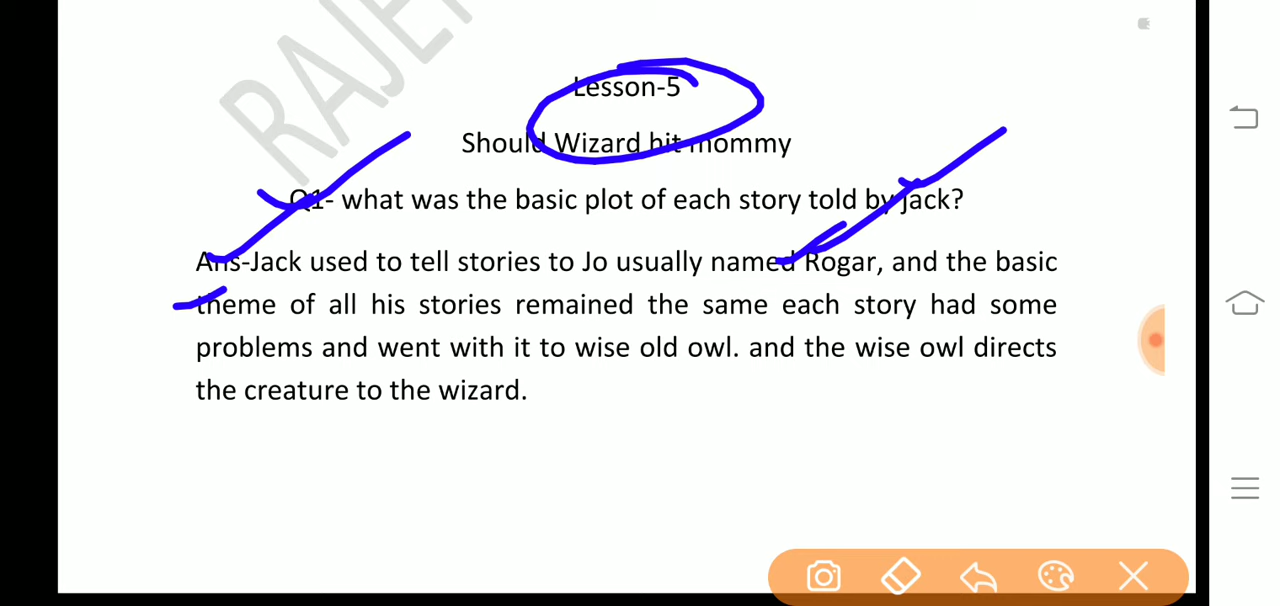 RAJE
Lesson-5
Should Wizard hit mommy
Q1- what was the basic plot of each story told by jack?
Ans-Jack used to tell stories to Jo usually named Rogar, and the basic
theme of all his stories remained the same each story had some
problems and went with it to wise old owl. and the wise owl directs
the creature to the wizard.